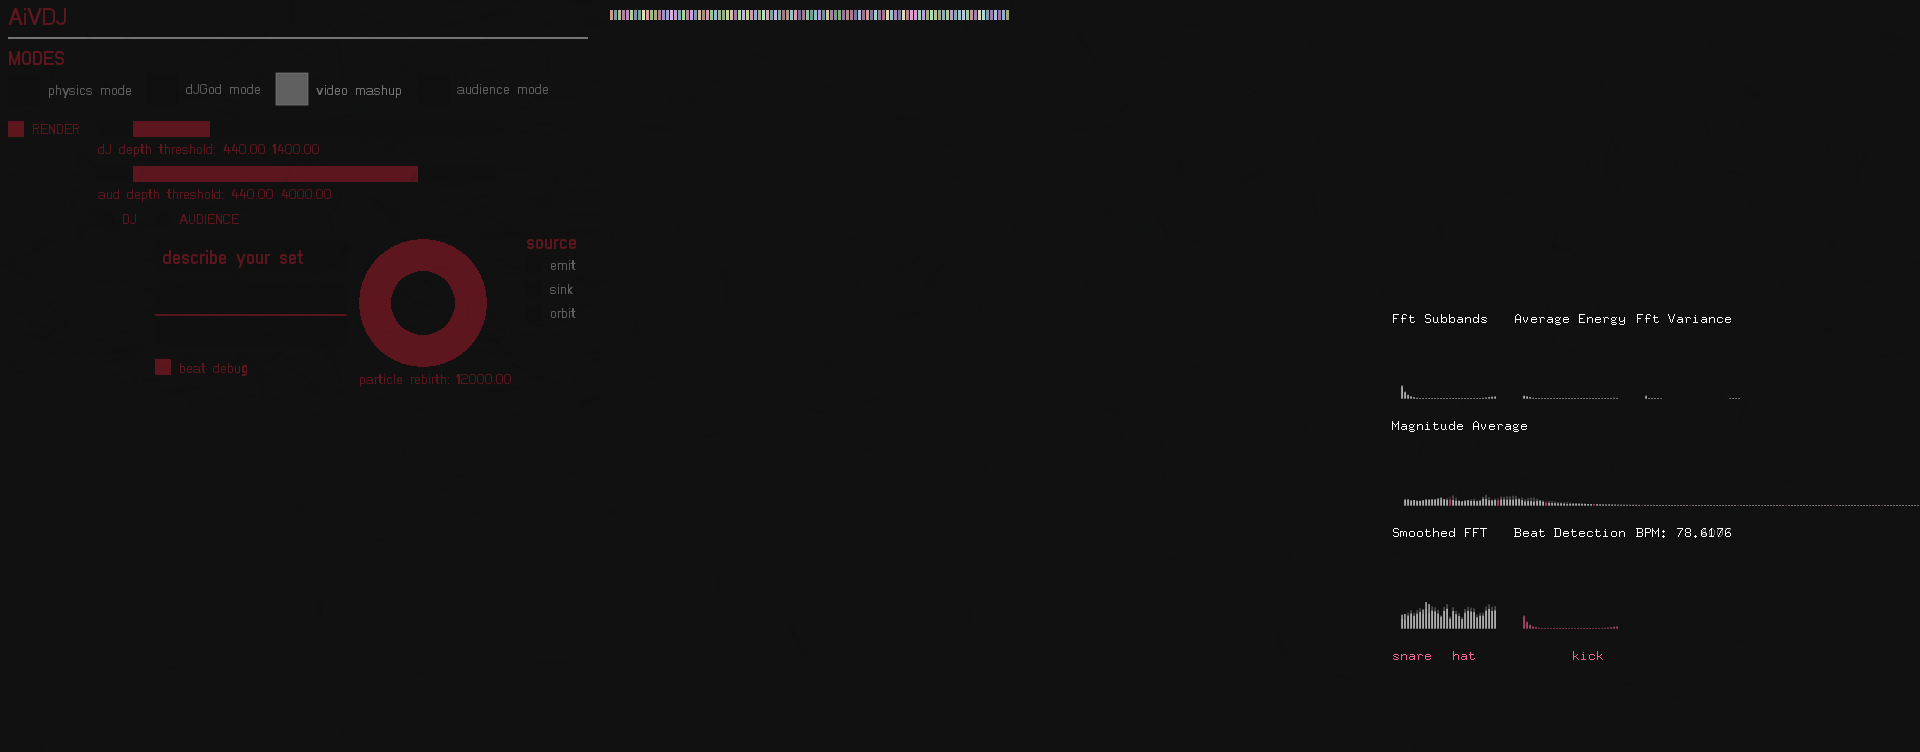 AiVDJ
MODES
physics mode dJGod mode video mashup audience mode
RENDER
dJ depth threshold: 440.00 1400.00
aud depth threshold: 440.00 4000.00
DJ AUDIENCE
describe your set
source
emit
sink
orbit
beat debug
particle rebirth: 12000.00
Fft Subbands Average Energy Fft Variance
Magnitude Average
Smoothed FFT Beat Detection BPM: 78.6176
snare hat kick